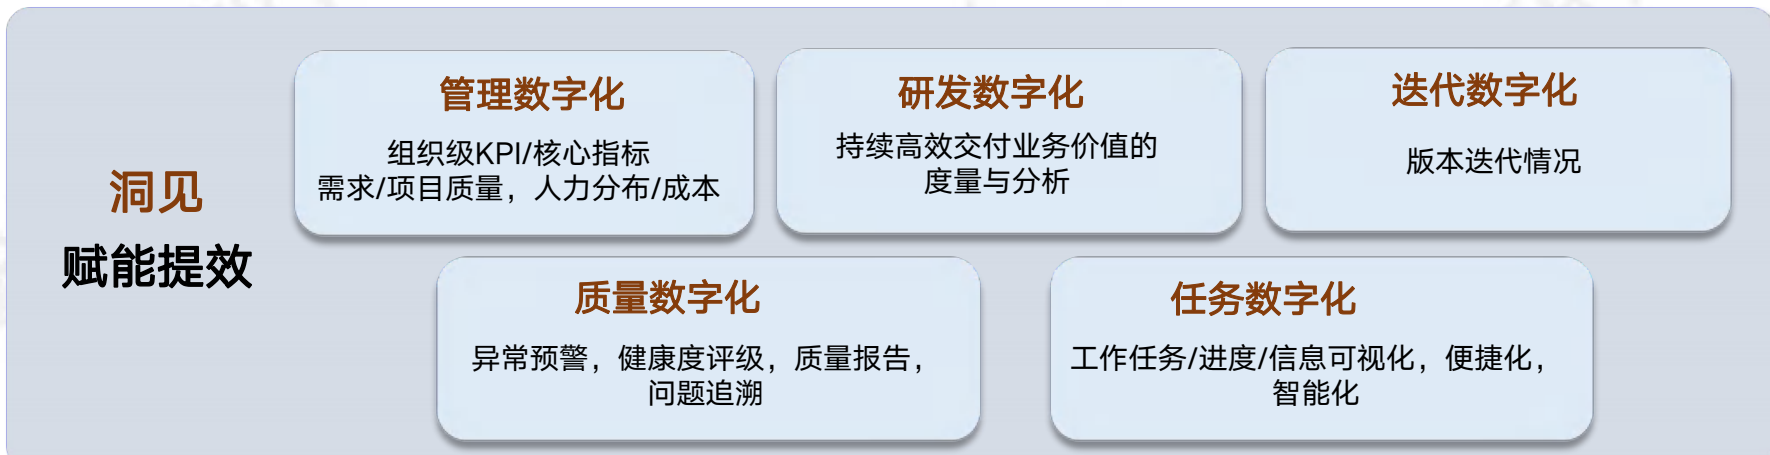 洞见
赋能提效
管理数字化
组织级KPI/核心指标
需求/项目质量，人力分布/成本
研发数字化
持续高效交付业务价值的
度量与分析
迭代数字化
版本迭代情况
质量数字化
异常预警，健康度评级，质量报告，
问题追溯
任务数字化
工作任务/进度/信息可视化，便捷化，
智能化